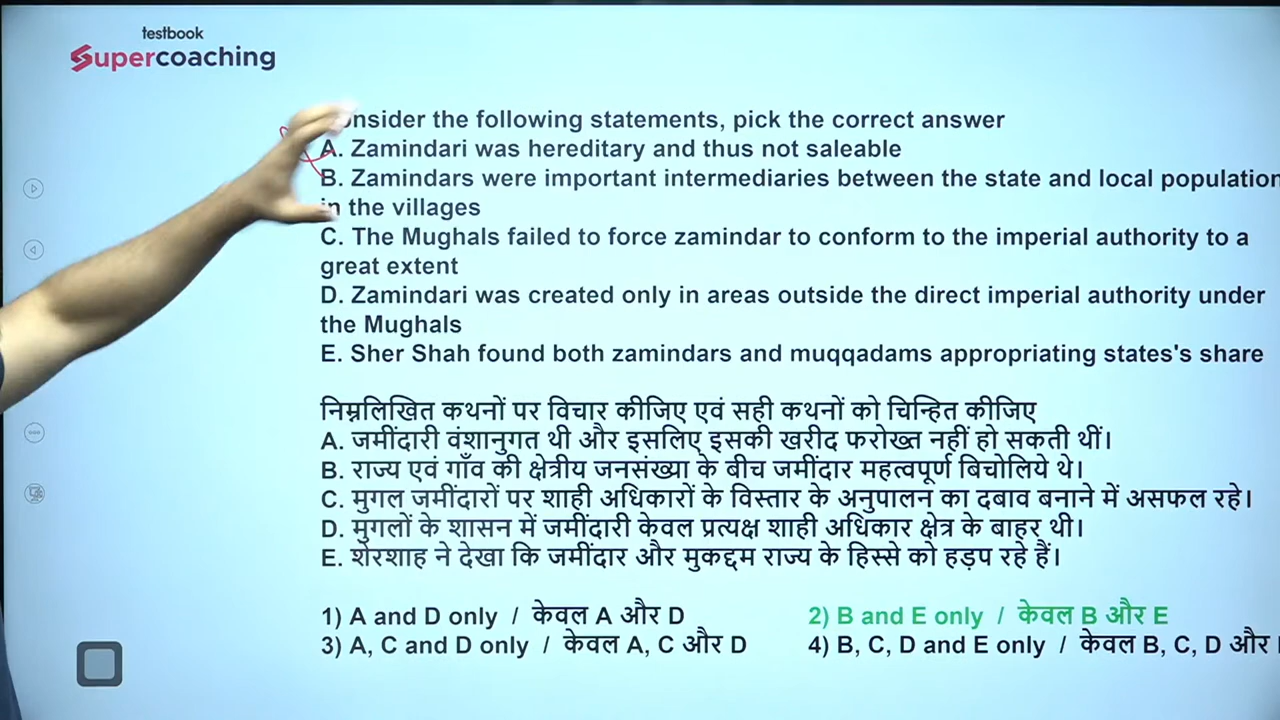 testbook
Supercoaching
onsider the following statements, pick the correct answer
A. Zamindari was hereditary and thus not saleable
B. Zamindars were important intermediaries between the state and local population
in the villages
C. The Mughals failed to force zamindar to conform to the imperial authority to a
great extent
D. Zamindari was created only in areas outside the direct imperial authority under
the Mughals
E. Sher Shah found both zamindars and muqqadams appropriating states's share
निम्नलिखित कथनों पर विचार कीजिए एवं सही कथनों को चिन्हित कीजिए
A. जमींदारी वंशानुगत थी और इसलिए इसकी खरीद फरोख्त नहीं हो सकती थीं।
B. राज्य एवं गाँव की क्षेत्रीय जनसंख्या के बीच जमींदार महत्वपूर्ण बिचोलिये थे।
C. मुगल जमींदारों पर शाही अधिकारों के विस्तार के अनुपालन का दबाव बनाने में असफल रहे।
D. मुगलों के शासन में जमींदारी केवल प्रत्यक्ष शाही अधिकार क्षेत्र के बाहर थी।
E. शेरशाह ने देखा कि जमींदार और मुकद्दम राज्य के हिस्से को हड़प रहे हैं।
1) A and D only / केवल A और D 2) B and E only / केवल B और E
3) A, C and D only / केवल A, C और D 4) B, C, D and E only / केवल B, C, D और